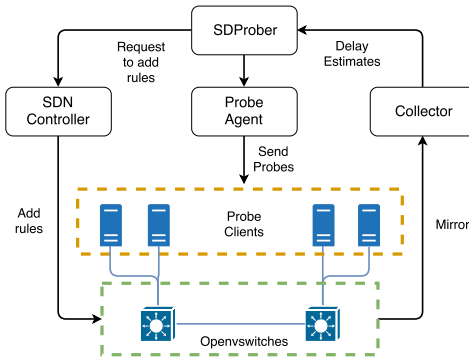 SDProber
Request
to add
rules
Delay
Estimates
SDN
Controller
Probe
Agent
Collector
Send
Probes
Add
rules
Probe
Clients
Mirror
Openvswitches